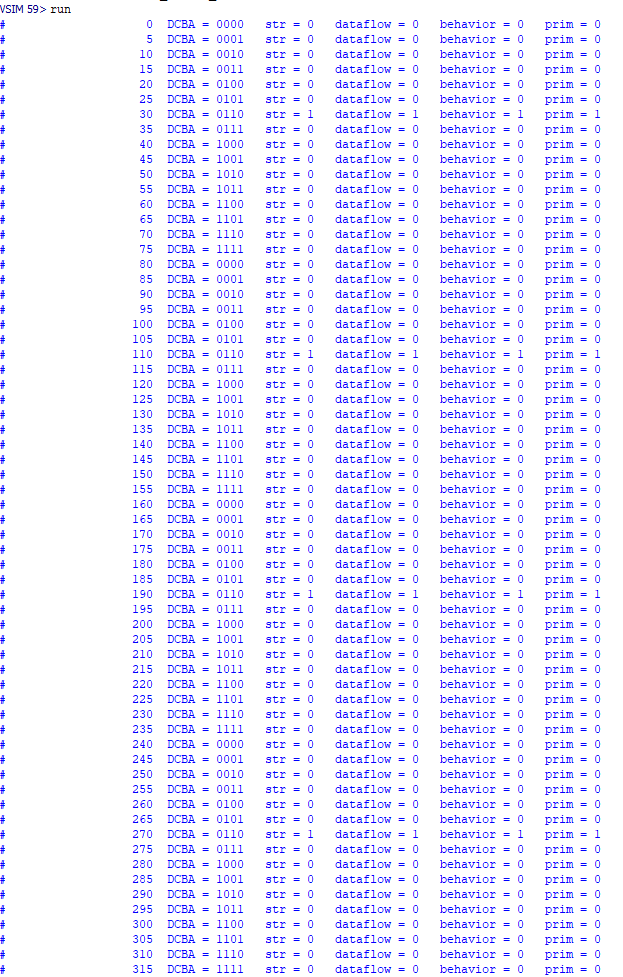 VSIM 59> run
# 0 DCBA = 0000 str = 0 dataflow = 0 behavior = 0 prim = 0
# 5 DCBA = 0001 str = 0 dataflow = 0 behavior = 0 prim = 0
# 10 DCBA = 0010 str = 0 dataflow = 0 behavior = 0 prim = 0
# 15 DCBA = 0011 str = 0 dataflow = 0 behavior = 0 prim = 0
# 20 DCBA = 0100 str = 0 dataflow = 0 behavior = 0 prim = 0
# 25 DCBA = 0101 str = 0 dataflow = 0 behavior = 0 prim = 0
# 30 DCBA = 0110 str = 1 dataflow = 1 behavior = 1 prim = 1
# 35 DCBA = 0111 str = 0 dataflow = 0 behavior = 0 prim = 0
# 40 DCBA = 1000 str = 0 dataflow = 0 behavior = 0 prim = 0
# 45 DCBA = 1001 str = 0 dataflow = 0 behavior = 0 prim = 0
# 50 DCBA = 1010 str = 0 dataflow = 0 behavior = 0 prim = 0
# 55 DCBA = 1011 str = 0 dataflow = 0 behavior = 0 prim = 0
# 60 DCBA = 1100 str = 0 dataflow = 0 behavior = 0 prim = 0
# 65 DCBA = 1101 str = 0 dataflow = 0 behavior = 0 prim = 0
# 70 DCBA = 1110 str = 0 dataflow = 0 behavior = 0 prim = 0
# 75 DCBA = 1111 str = 0 dataflow = 0 behavior = 0 prim = 0
# 80 DCBA = 0000 str = 0 dataflow = 0 behavior = 0 prim = 0
# 85 DCBA = 0001 str = 0 dataflow = 0 behavior = 0 prim = 0
# 90 DCBA = 0010 str = 0 dataflow = 0 behavior = 0 prim = 0
# 95 DCBA = 0011 str = 0 dataflow = 0 behavior = 0 prim = 0
# 100 DCBA = 0100 str = 0 dataflow = 0 behavior = 0 prim = 0
# 105 DCBA = 0101 str = 0 dataflow = 0 behavior = 0 prim = 0
# 110 DCBA = 0110 str = 1 dataflow = 1 behavior = 1 prim = 1
# 115 DCBA = 0111 str = 0 dataflow = 0 behavior = 0 prim = 0
# 120 DCBA = 1000 str = 0 dataflow = 0 behavior = 0 prim = 0
# 125 DCBA = 1001 str = 0 dataflow = 0 behavior = 0 prim = 0
# 130 DCBA = 1010 str = 0 dataflow = 0 behavior = 0 prim = 0
# 135 DCBA = 1011 str = 0 dataflow = 0 behavior = 0 prim = 0
# 140 DCBA = 1100 str = 0 dataflow = 0 behavior = 0 prim = 0
# 145 DCBA = 1101 str = 0 dataflow = 0 behavior = 0 prim = 0
# 150 DCBA = 1110 str = 0 dataflow = 0 behavior = 0 prim = 0
# 155 DCBA = 1111 str = 0 dataflow = 0 behavior = 0 prim = 0
# 160 DCBA = 0000 str = 0 dataflow = 0 behavior = 0 prim = 0
# 165 DCBA = 0001 str = 0 dataflow = 0 behavior = 0 prim = 0
# 170 DCBA = 0010 str = 0 dataflow = 0 behavior = 0 prim = 0
# 175 DCBA = 0011 str = 0 dataflow = 0 behavior = 0 prim = 0
# 180 DCBA = 0100 str = 0 dataflow = 0 behavior = 0 prim = 0
# 185 DCBA = 0101 str = 0 dataflow = 0 behavior = 0 prim = 0
# 190 DCBA = 0110 str = 1 dataflow = 1 behavior = 1 prim = 1
# 195 DCBA = 0111 str = 0 dataflow = 0 behavior = 0 prim = 0
# 200 DCBA = 1000 str = 0 dataflow = 0 behavior = 0 prim = 0
# 205 DCBA = 1001 str = 0 dataflow = 0 behavior = 0 prim = 0
# 210 DCBA = 1010 str = 0 dataflow = 0 behavior = 0 prim = 0
# 215 DCBA = 1011 str = 0 dataflow = 0 behavior = 0 prim = 0
# 220 DCBA = 1100 str = 0 dataflow = 0 behavior = 0 prim = 0
# 225 DCBA = 1101 str = 0 dataflow = 0 behavior = 0 prim = 0
# 230 DCBA = 1110 str = 0 dataflow = 0 behavior = 0 prim = 0
# 235 DCBA = 1111 str = 0 dataflow = 0 behavior = 0 prim = 0
# 240 DCBA = 0000 str = 0 dataflow = 0 behavior = 0 prim = 0
# 245 DCBA = 0001 str = 0 dataflow = 0 behavior = 0 prim = 0
# 250 DCBA = 0010 str = 0 dataflow = 0 behavior = 0 prim = 0
# 255 DCBA = 0011 str = 0 dataflow = 0 behavior = 0 prim = 0
# 260 DCBA = 0100 str = 0 dataflow = 0 behavior = 0 prim = 0
# 265 DCBA = 0101 str = 0 dataflow = 0 behavior = 0 prim = 0
# 270 DCBA = 0110 str = 1 dataflow = 1 behavior = 1 prim = 1
# 275 DCBA = 0111 str = 0 dataflow = 0 behavior = 0 prim = 0
# 280 DCBA = 1000 str = 0 dataflow = 0 behavior = 0 prim = 0
# 285 DCBA = 1001 str = 0 dataflow = 0 behavior = 0 prim = 0
# 290 DCBA = 1010 str = 0 dataflow = 0 behavior = 0 prim = 0
# 295 DCBA = 1011 str = 0 dataflow = 0 behavior = 0 prim = 0
# 300 DCBA = 1100 str = 0 dataflow = 0 behavior = 0 prim = 0
# 305 DCBA = 1101 str = 0 dataflow = 0 behavior = 0 prim = 0
# 310 DCBA = 1110 str = 0 dataflow = 0 behavior = 0 prim = 0
# 315 DCBA = 1111 str = 0 dataflow = 0 behavior = 0 prim = 0